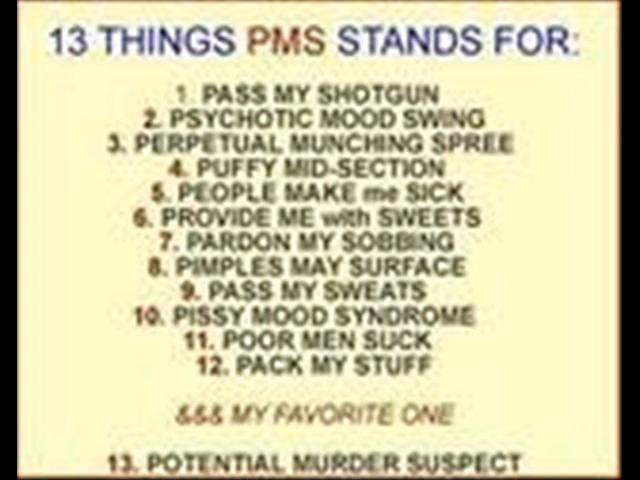 13 THINGS PMS STANDS FOR:
1. PASS MY SHOTGUN
2. PSYCHOTIC MOOD SWING
3. PERPETUAL MUNCHING SPREE
4. PUFFY MID-SECTION
5. PEOPLE MAKE me SICK
6. PROVIDE ME with SWEETS
7. PARDON MY SOBBING
8. PIMPLES MAY SURFACE
9. PASS MY SWEATS
10. PISSY MOOD SYNDROME
11. POOR MEN SUCK
12. PACK MY STUFF
&&& MY FAVORITE ONE
13. POTENTIAL MURDER SUSPECT